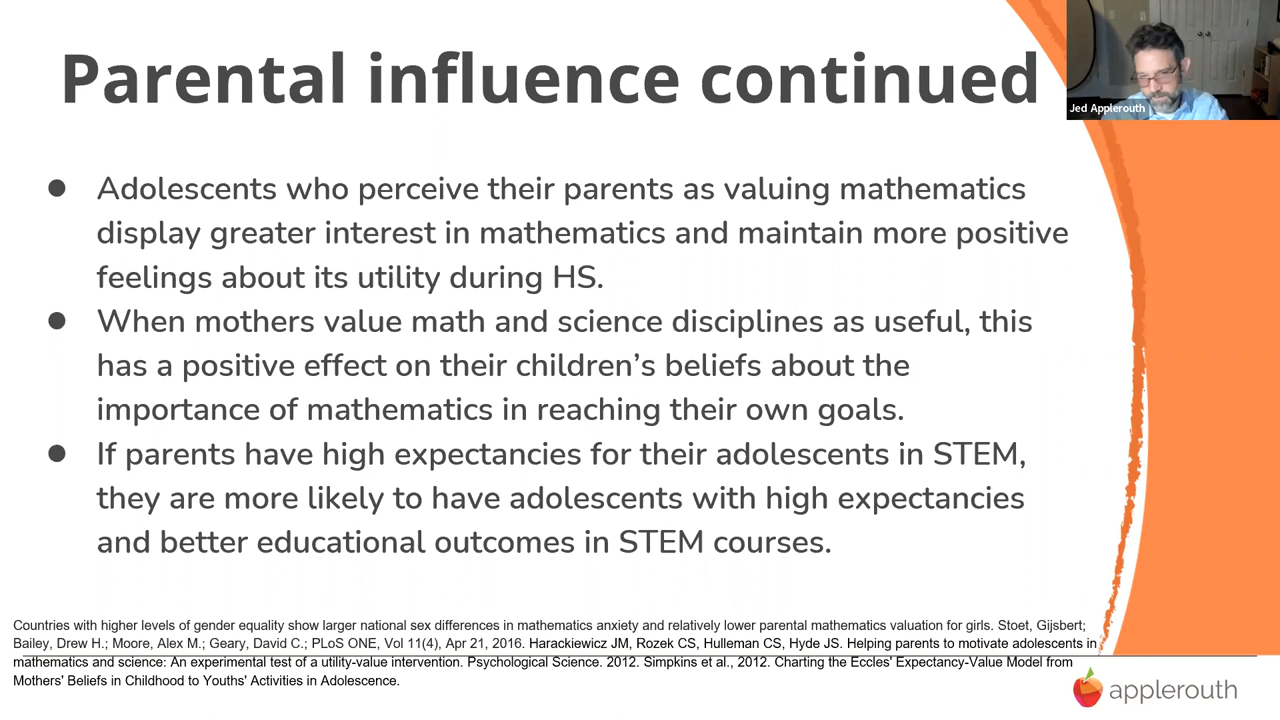 Parental influence continued
Jed Applerouth
● Adolescents who perceive their parents as valuing mathematics
display greater interest in mathematics and maintain more positive
feelings about its utility during HS.
● When mothers value math and science disciplines as useful, this
has a positive effect on their children’s beliefs about the
importance of mathematics in reaching their own goals.
● If parents have high expectancies for their adolescents in STEM,
they are more likely to have adolescents with high expectancies
and better educational outcomes in STEM courses.
Countries with higher levels of gender equality show larger national sex differences in mathematics anxiety and relatively lower parental mathematics valuation for girls. Stoet, Gijsbert;
Bailey, Drew H.; Moore, Alex M.; Geary, David C.; PLoS ONE, Vol 11(4), Apr 21, 2016. Harackiewicz JM, Rozek CS, Hulleman CS, Hyde JS. Helping parents to motivate adolescents in
mathematics and science: An experimental test of a utility-value intervention. Psychological Science. 2012. Simpkins et al., 2012. Charting the Eccles' Expectancy-Value Model from
Mothers' Beliefs in Childhood to Youths' Activities in Adolescence.
applerouth